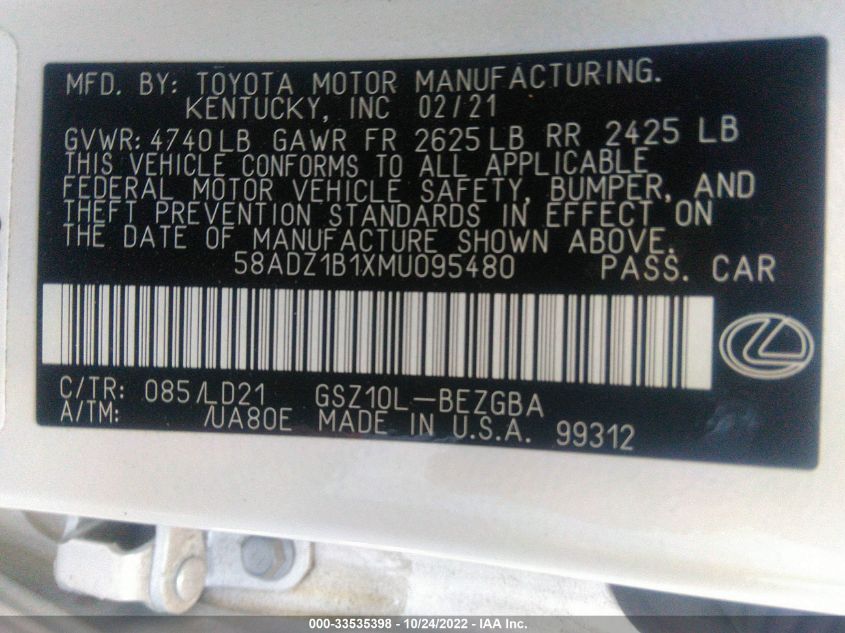 MFD. BY: TOYOTA MOTOR MANUFACTURING.
KENTUCKY, INC 02/21
GVWR: 4740LB GAWR FR 2625LB RR 2425 LB
THIS VEHICLE CONFORMS TO ALL APPLICABLE
FEDERAL MOTOR VEHICLE SAFETY, BUMPER, AND
THEFT PREVENTION STANDARDS IN EFFECT ON
THE DATE OF MANUFACTURE SHOWN ABOVE.
58ADZ1B1XMU095480 PASS. CAR
C/TR: 085/LD21 GSZ10L-BEZGBA
A/TM: /UA80E MADE IN U.S.A. 99312
000-33535398 - 10/24/2022 - IAA Inc.